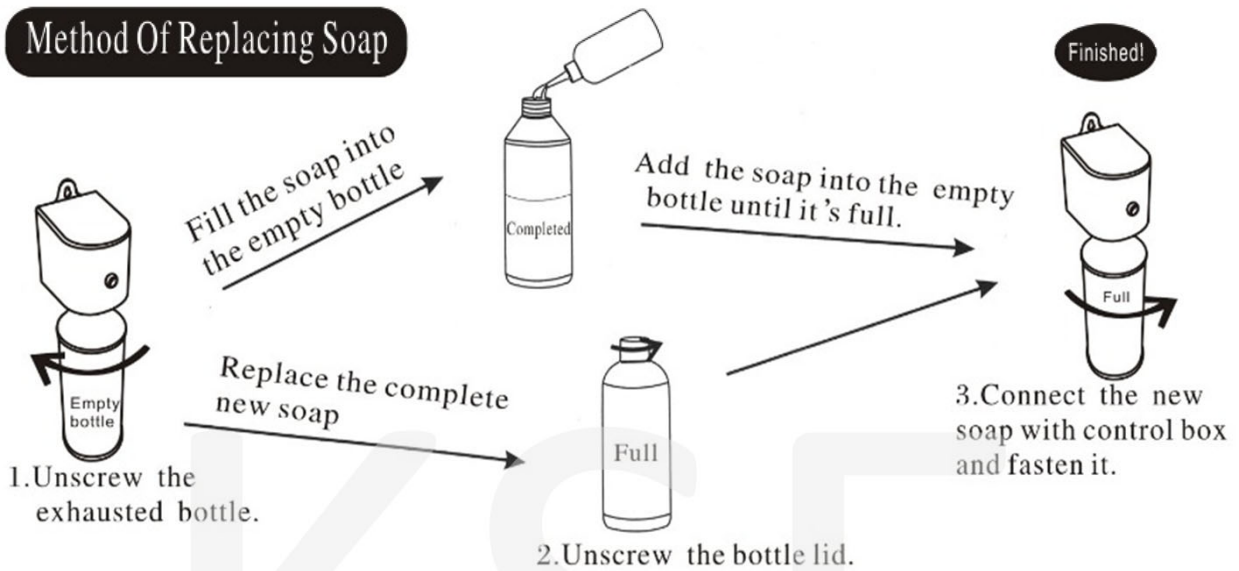 Method Of Replacing Soap
Finished!
Fill the soap into
the empty bottle
Completed
Add the soap into the empty
bottle until it's full.
Full
Empty
bottle
Replace the complete
new soap
Full
1.Unscrew the
exhausted bottle.
2.Unscrew the bottle lid.
3.Connect the new
soap with control box
and fasten it.